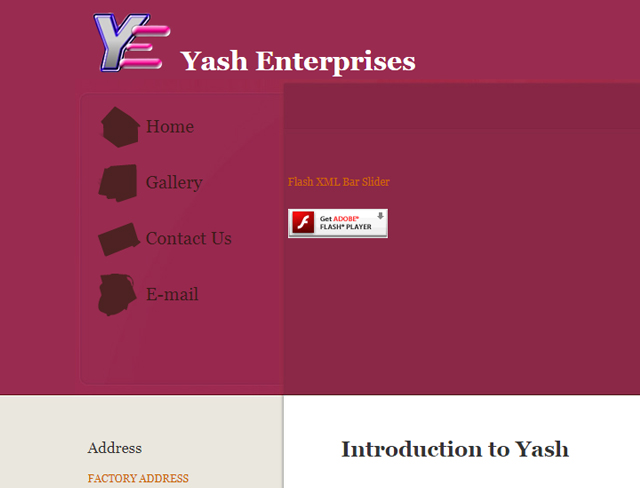 YE
Yash Enterprises
Home
Gallery
Contact Us
E-mail
Flash XML Bar Slider
Get ADOBE®
FLASH® PLAYER
Address
FACTORY ADDRESS
Introduction to Yash